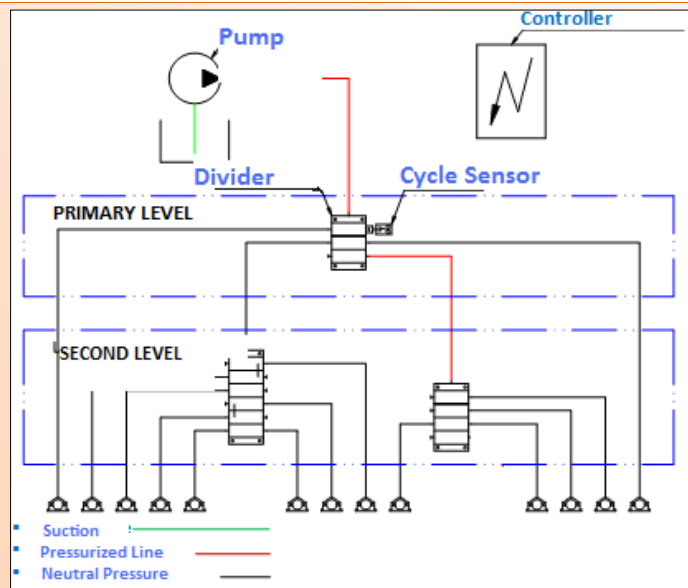 Controller
Pump
Divider
Cycle Sensor
PRIMARY LEVEL
SECOND LEVEL
Suction
Pressurized Line
Neutral Pressure